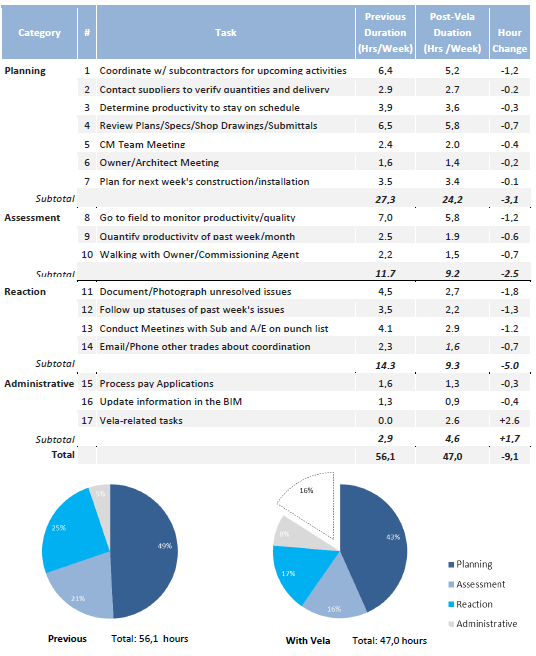 Category # Task Previous Duration (Hrs/Week) Post-Vela Duation (Hrs /Week) Hour Change
Planning 1 Coordinate w/ subcontractors for upcoming activities 6,4 5,2 -1,2
2 Contact suppliers to verify quantities and delivery 2.9 2.7 -0.2
3 Determine productivity to stay on schedule 3,9 3,6 -0,3
4 Review Plans/Specs/Shop Drawings/Submittals 6,5 5,8 -0,7
5 CM Team Meeting 2.4 2.0 -0.4
6 Owner/Architect Meeting 1,6 1,4 -0,2
7 Plan for next week's construction/installation 3.5 3.4 -0.1
Subtotal 27,3 24,2 -3,1
Assessment 8 Go to field to monitor productivity/quality 7,0 5,8 -1,2
9 Quantify productivity of past week/month 2.5 1.9 -0.6
10 Walking with Owner/Commissioning Agent 2,2 1,5 -0,7
Subtotal 11.7 9.2 -2.5
Reaction 11 Document/Photograph unresolved issues 4,5 2,7 -1,8
12 Follow up statuses of past week's issues 3,5 2,2 -1,3
13 Conduct Meetings with Sub and A/E on punch list 4.1 2.9 -1.2
14 Email/Phone other trades about coordination 2,3 1,6 -0,7
Subtotal 14.3 9.3 -5.0
Administrative 15 Process pay Applications 1,6 1,3 -0,3
16 Update information in the BIM 1,3 0,9 -0,4
17 Vela-related tasks 0.0 2.6 +2.6
Subtotal 2,9 4,6 +1,7
Total 56,1 47,0 -9,1
5%
25%
49%
21%
16%
8%
43%
17%
16%
Planning
Assessment
Reaction
Administrative
Previous Total: 56,1 hours
With Vela Total: 47,0 hours